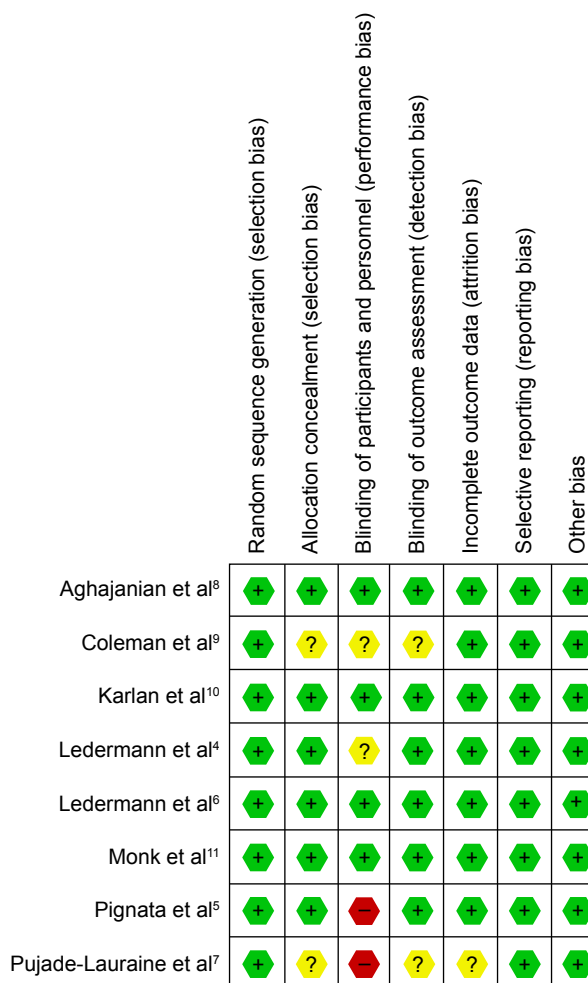 Random sequence generation (selection bias)
Allocation concealment (selection bias)
Blinding of participants and personnel (performance bias)
Blinding of outcome assessment (detection bias)
Incomplete outcome data (attrition bias)
Selective reporting (reporting bias)
Other bias
Aghajanian et al⁸ + + + + + + +
Coleman et al⁹ + ? ? ? + + +
Karlan et al¹⁰ + + + + + + +
Ledermann et al⁴ + + ? + + + +
Ledermann et al⁶ + + + + + + +
Monk et al¹¹ + + + + + + +
Pignata et al⁵ + + − + + + +
Pujade-Lauraine et al⁷ + ? − ? ? + +